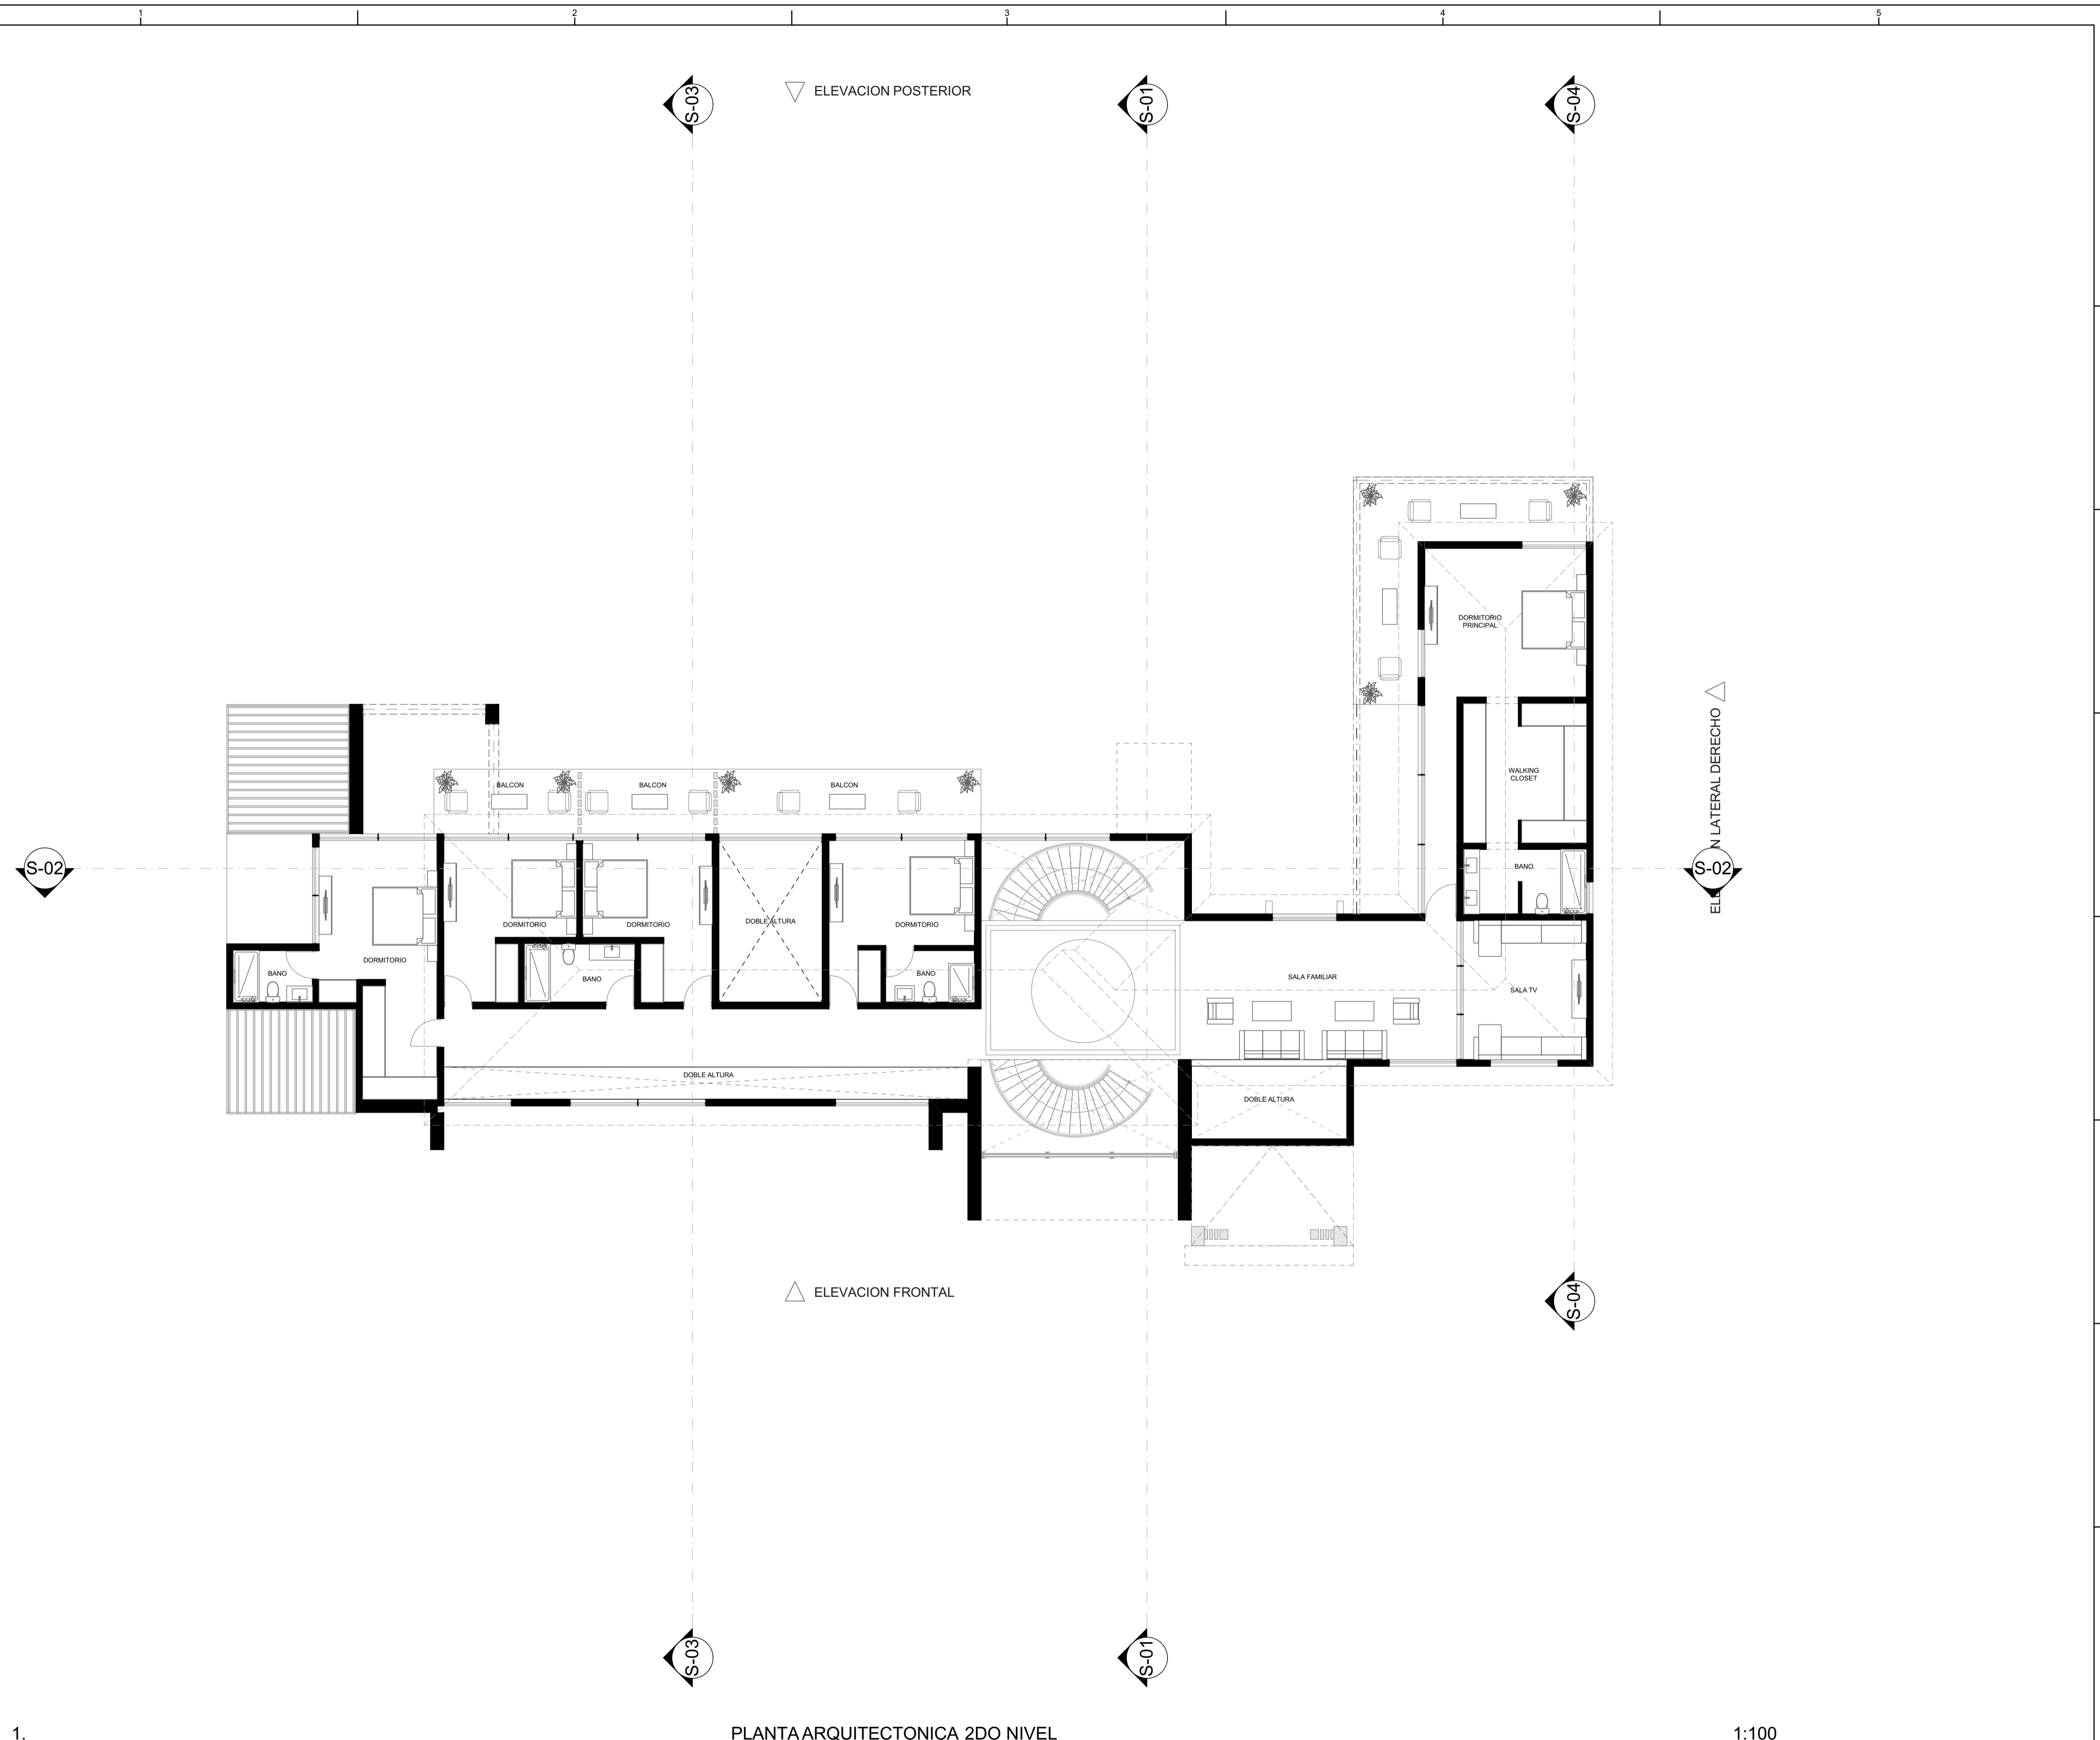 1
2
3
4
5
S-03
ELEVACION POSTERIOR
S-01
S-04
DORMITORIO
PRINCIPAL
N LATERAL DERECHO
WALKING
CLOSET
BALCON
BALCON
BALCON
S-02
BANO
S-02
ELE
DORMITORIO
DORMITORIO
DOBLE ALTURA
DORMITORIO
DORMITORIO
BANO
BANO
BANO
SALA FAMILIAR
SALA TV
DOBLE ALTURA
DOBLE ALTURA
ELEVACION FRONTAL
S-04
S-03
S-01
1.
PLANTA ARQUITECTONICA 2DO NIVEL
1:100